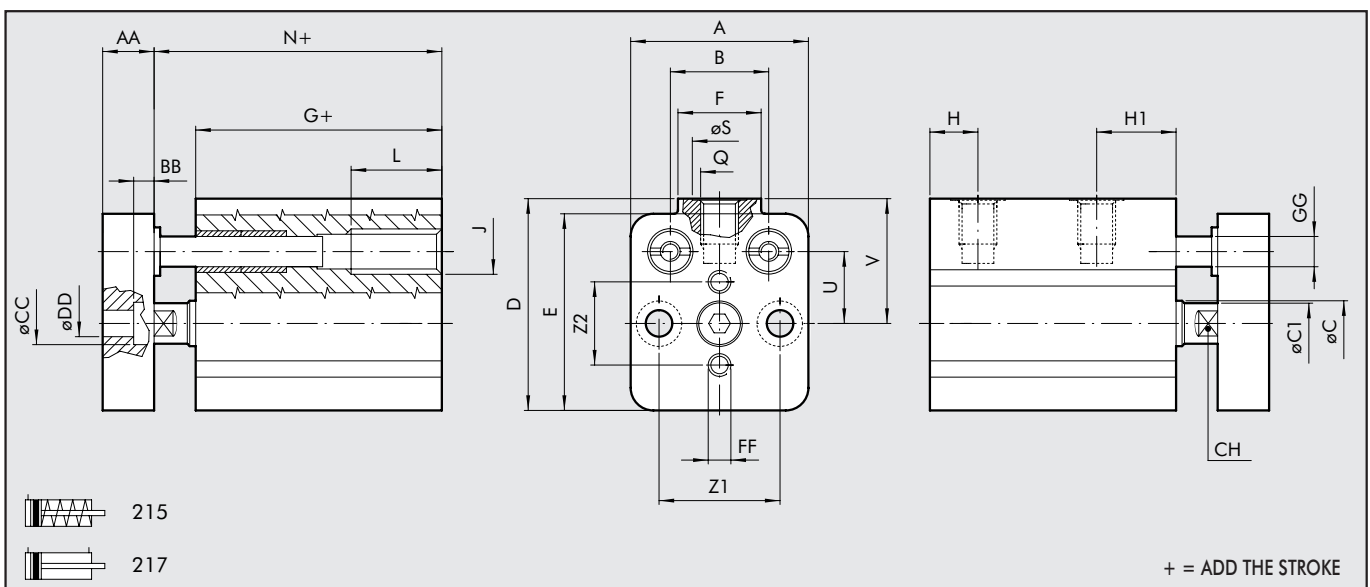 AA
N+
G+
L
BB
J
øCC
øDD
A
B
F
øS
Q
D
E
Z2
U
V
FF
Z1
H
H1
GG
øC1
øC
CH
215
217
+ = ADD THE STROKE